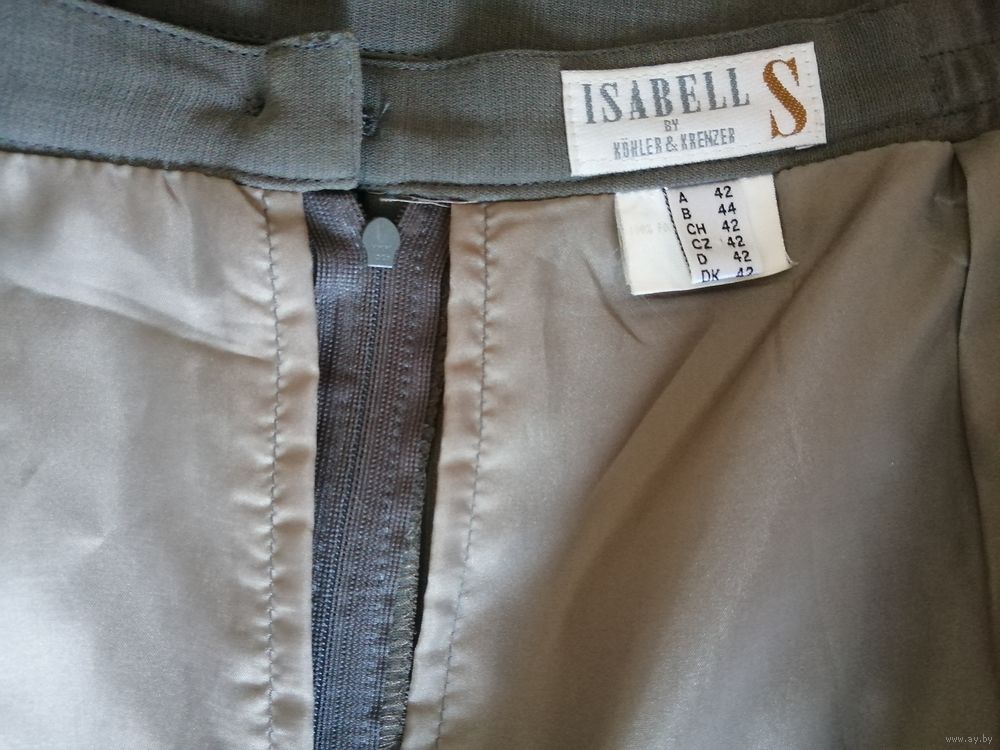 ISABELL S
BY
KÖHLER & KRENZER
A 42
B 44
CH 42
CZ 42
D 42
DK 42
www.ay.by